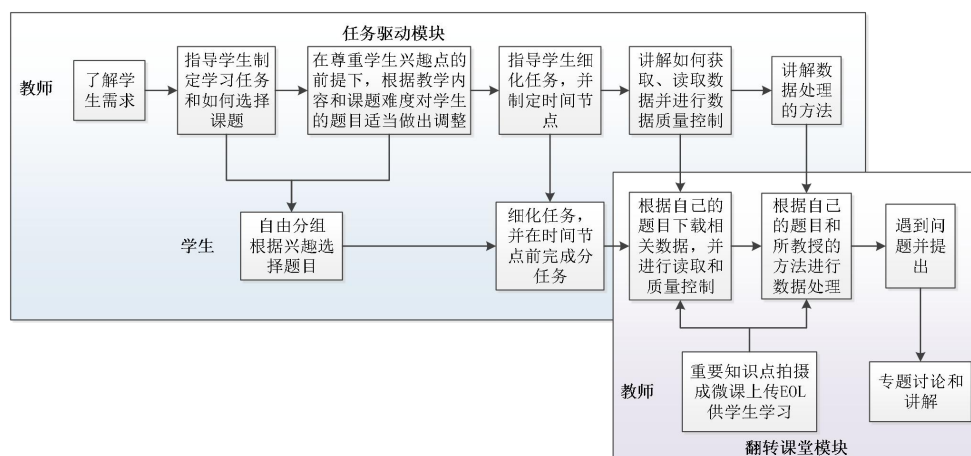 任务驱动模块
教师
了解学
生需求
指导学生制
定学习任务
和如何选择
课题
在尊重学生兴趣点的
前提下，根据教学内
容和课题难度对学生
的题目适当做出调整
指导学生细
化任务，并
制定时间节
点
讲解如何获
取、读取数
据并进行数
据质量控制
讲解数
据处理
的方法
学生
自由分组
根据兴趣选
择题目
细化任务，
并在时间节
点前完成分
任务
根据自己的
题目下载相
关数据，并
进行读取和
质量控制
根据自己
的题目和
所教授的
方法进行
数据处理
遇到问
题并提
出
教师
重要知识点拍摄
成微课上传EOL
供学生学习
专题讨论和
讲解
翻转课堂模块